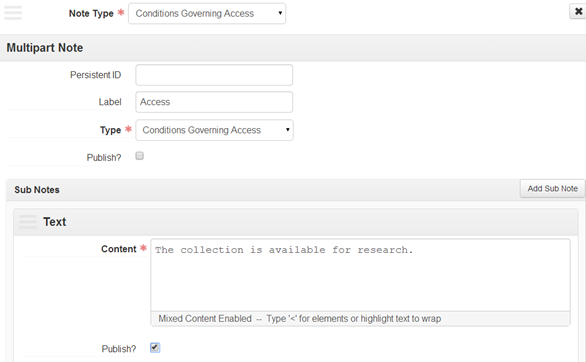 Note Type * Conditions Governing Access
Multipart Note
Persistent ID
Label Access
Type * Conditions Governing Access
Publish?
Sub Notes Add Sub Note
Text
Content * The collection is available for research.
Mixed Content Enabled -- Type '<' for elements or highlight text to wrap
Publish?